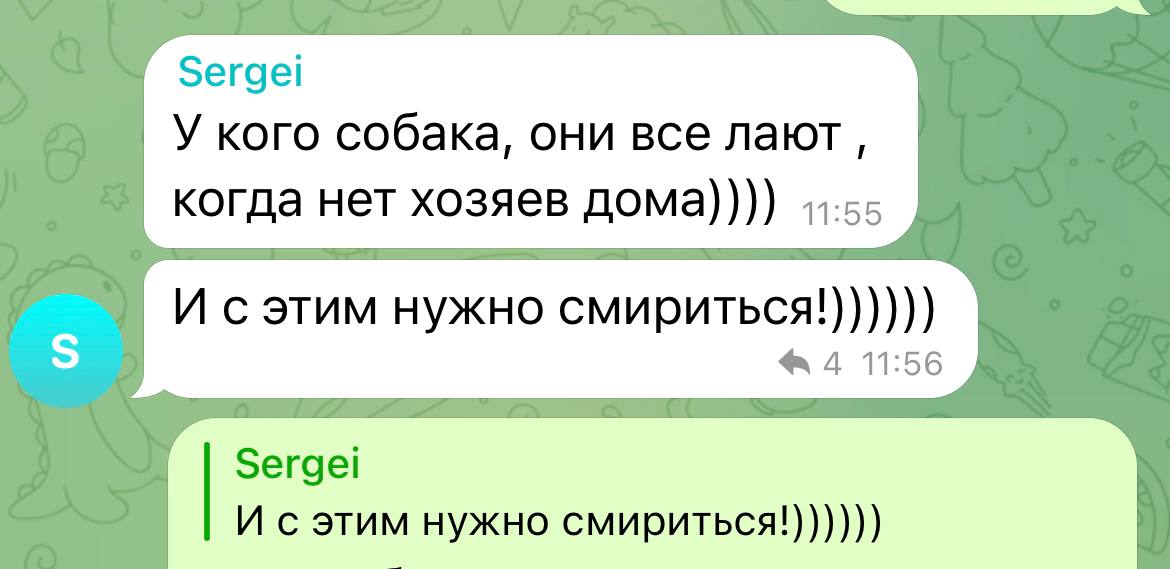 Sergei
У кого собака, они все лают ,
когда нет хозяев дома))))
11:55
И с этим нужно смириться!))))))
4 11:56
S
Sergei
И с этим нужно смириться!))))))